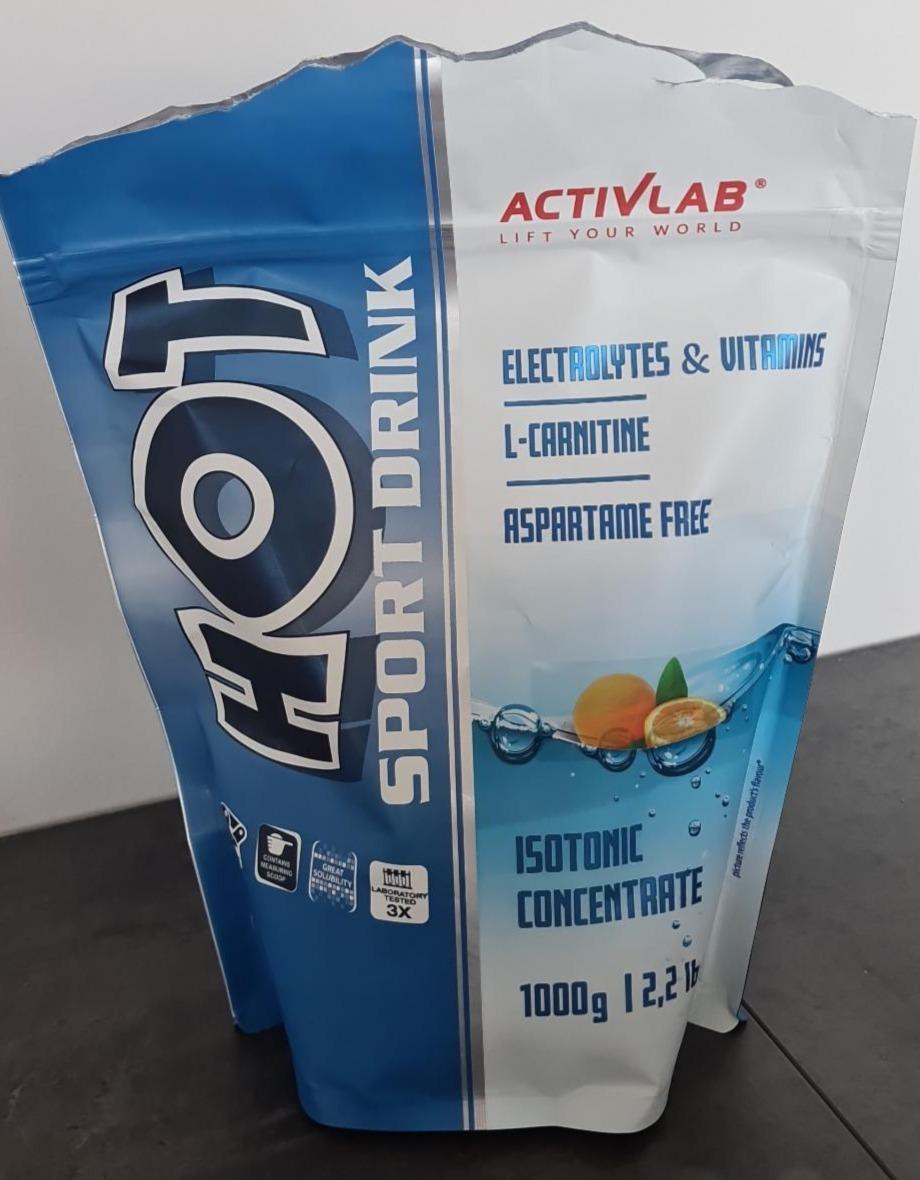 ACTIVLAB®
LIFT YOUR WORLD
HOT
SPORT DRINK
ELECTROLYTES & VITAMINS
L-CARNITINE
ASPARTAME FREE
ISOTONIC
CONCENTRATE
1000g | 2,2 lb
picture reflects the product's flavour*
CONTAINS
MEASURING
SCOOP
GREAT
SOLUBILITY
LABORATORY
TESTED
3X